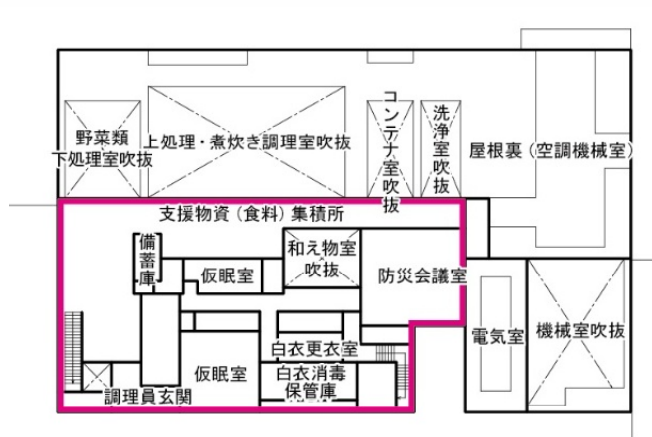 野菜類
下処理室吹抜
上処理・煮炊き調理室吹抜
コンテナ室吹抜
洗浄室吹抜
屋根裏（空調機械室）
支援物資（食料）集積所
備蓄庫
仮眠室
和え物室
吹抜
防災会議室
電気室
機械室吹抜
白衣更衣室
仮眠室
白衣消毒
保管庫
調理員玄関